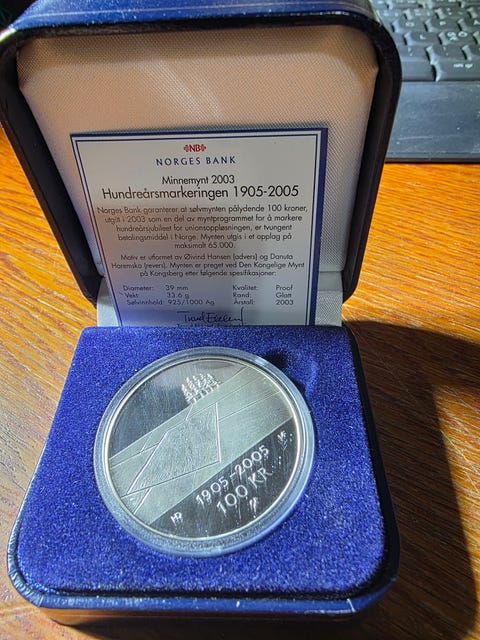 NB
NORGES BANK
Minnemynt 2003
Hundreårsmarkeringen 1905-2005
Norges Bank garanterer at sølvmynten pålydende 100 kroner,
utgitt i 2003 som en del av myntprogrammet for å markere
hundreårsjubileet for unionsoppløsningen, er tvungent
betalingsmiddel i Norge. Mynten utgis i et opplag på
maksimalt 65.000.
Motiv er utformet av Øivind Hansen (advers) og Danuta
Haremska (revers). Mynten er preget ved Den Kongelige Mynt
på Kongsberg etter følgende spesifikasjoner:
Diameter: 39 mm Kvalitet: Proof
Vekt: 33.6 g Rand: Glatt
Sølvinnhold: 925/1000 Ag Årstall: 2003
1905-2005
100 KR